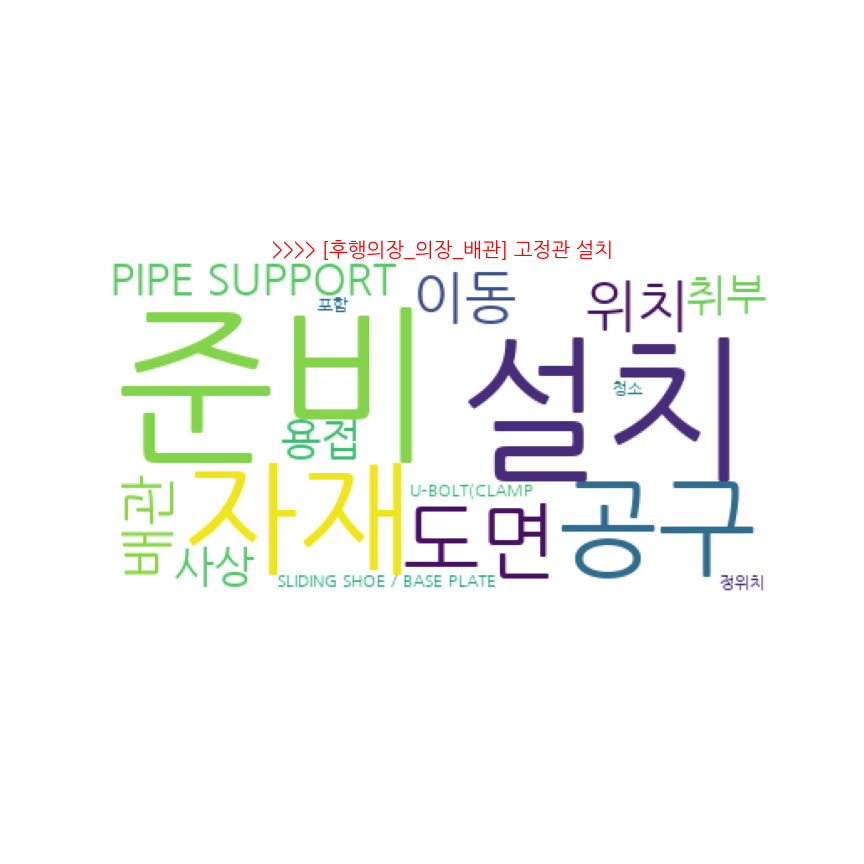 >>>> [후행의장_의장_배관] 고정관 설치
PIPE SUPPORT
포함
이동
위치
취부
준비
설치
청소
용접
배관
자재
U-BOLT(CLAMP
도면
공구
사상
SLIDING SHOE / BASE PLATE
정위치